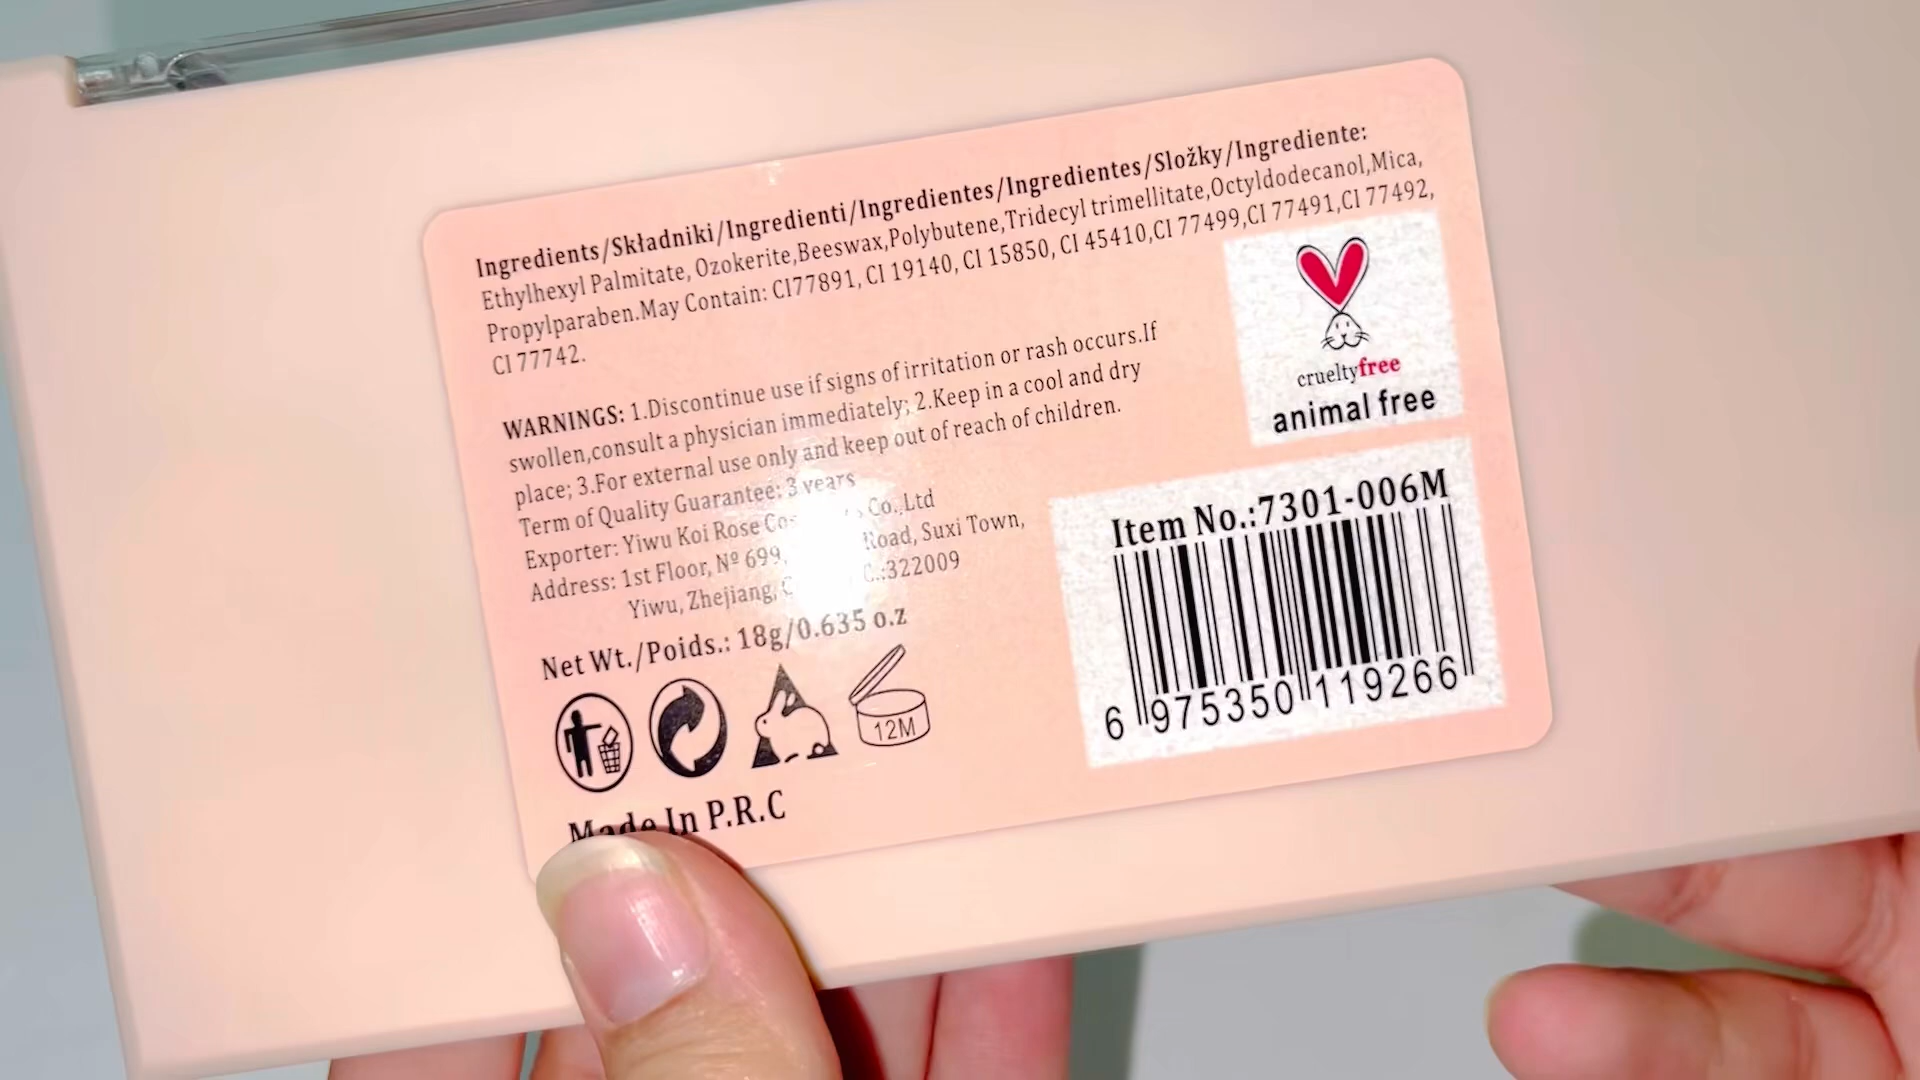 Ingredients/Składniki/Ingredienti/Ingredientes/Ingredientes/Složky/Ingrediente:
Ethylhexyl Palmitate, Ozokerite,Beeswax,Polybutene,Tridecyl trimellitate,Octyldodecanol,Mica,
Propylparaben.May Contain: CI77891, CI 19140, CI 15850, CI 45410,CI 77499,CI 77491,CI 77492,
CI 77742.
crueltyfree
animal free
WARNINGS: 1.Discontinue use if signs of irritation or rash occurs.If
swollen,consult a physician immediately; 2.Keep in a cool and dry
place; 3.For external use only and keep out of reach of children.
Term of Quality Guarantee: 3 years
Exporter: Yiwu Koi Rose Co.,Ltd
Address: 1st Floor, Nº 699, Road, Suxi Town,
Yiwu, Zhejiang, 322009
Net Wt./Poids.: 18g/0.635 o.z
12M
Made In P.R.C
Item No.:7301-006M
6 975350 119266